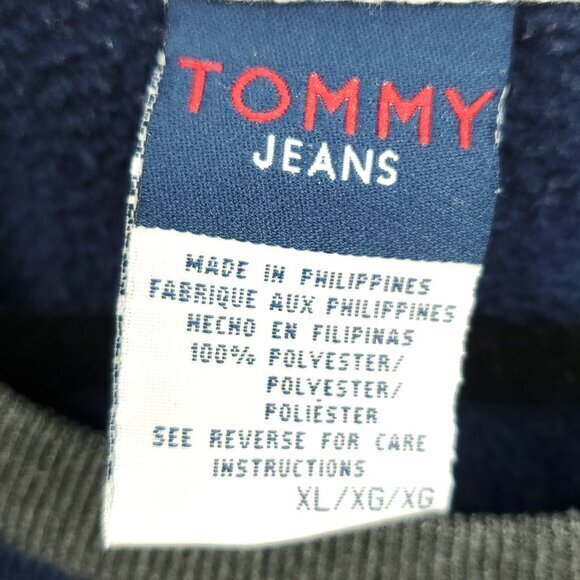 TOMMY
JEANS
MADE IN PHILIPPINES
FABRIQUE AUX PHILIPPINES
HECHO EN FILIPINAS
100% POLYESTER/
POLYESTER/
POLIÉSTER
SEE REVERSE FOR CARE
INSTRUCTIONS
XL/XG/XG